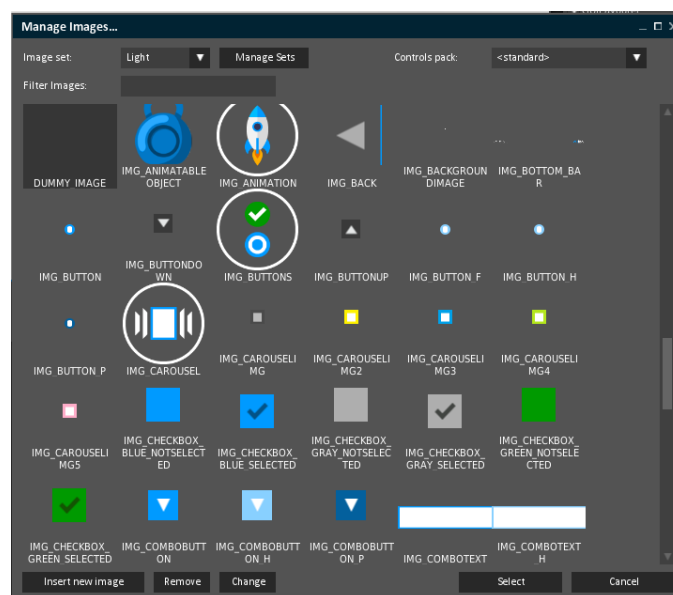 Manage Images...
Image set:
Light
Manage Sets
Controls pack:
<standard>
Filter Images:
DUMMY_IMAGE
IMG_ANIMATABLE
OBJECT
IMG_ANIMATION
IMG_BACK
IMG_BACKGROUN
DIMAGE
IMG_BOTTOM_BA
R
IMG_BUTTON
IMG_BUTTONDO
WN
IMG_BUTTONS
IMG_BUTTONUP
IMG_BUTTON_F
IMG_BUTTON_H
IMG_BUTTON_P
IMG_CAROUSEL
IMG_CAROUSELI
MG
IMG_CAROUSELI
MG2
IMG_CAROUSELI
MG3
IMG_CAROUSELI
MG4
IMG_CAROUSELI
MG5
IMG_CHECKBOX_
BLUE_NOTSELECT
ED
IMG_CHECKBOX_
BLUE_SELECTED
IMG_CHECKBOX_
GRAY_NOTSELEC
TED
IMG_CHECKBOX_
GRAY_SELECTED
IMG_CHECKBOX_
GREEN_NOTSELE
CTED
IMG_CHECKBOX_
GREEN_SELECTED
IMG_COMBOBUTT
ON
IMG_COMBOBUTT
ON_H
IMG_COMBOBUTT
ON_P
IMG_COMBOTEXT
IMG_COMBOTEXT
_H
Insert new image
Remove
Change
Select
Cancel